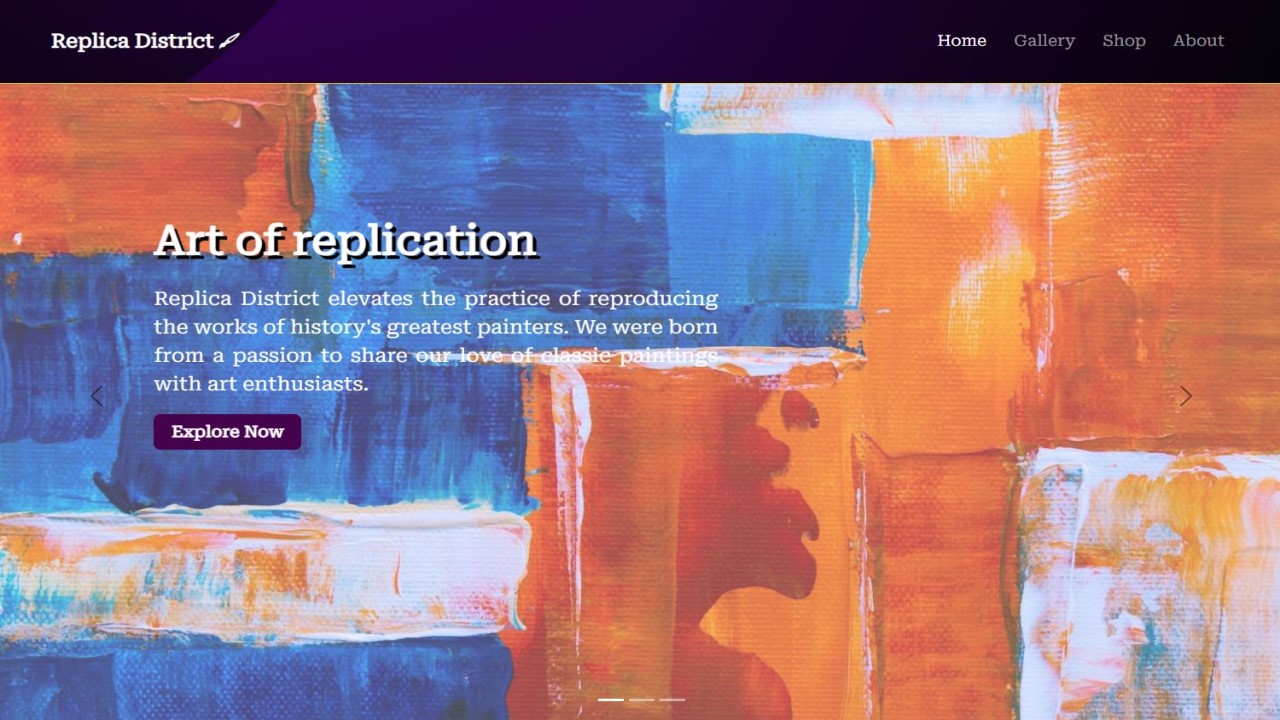 Replica District
Home Gallery Shop About
Art of replication
Replica District elevates the practice of reproducing
the works of history's greatest painters. We were born
from a passion to share our love of classic paintings
with art enthusiasts.
Explore Now